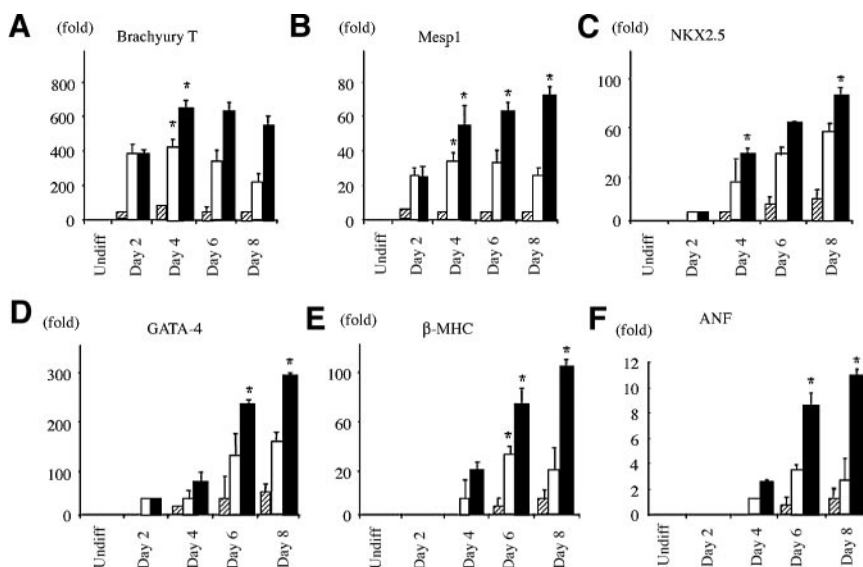 A
(fold)
Brachyury T
800
600
400
200
0
Undiff
Day 2
Day 4
Day 6
Day 8
*
*
B
(fold)
Mesp1
80
60
40
20
0
Undiff
Day 2
Day 4
Day 6
Day 8
*
*
*
*
C
(fold)
NKX2.5
100
60
20
0
Undiff
Day 2
Day 4
Day 6
Day 8
*
*
D
(fold)
GATA-4
300
200
100
0
Undiff
Day 2
Day 4
Day 6
Day 8
*
*
E
(fold)
β-MHC
100
60
20
0
Undiff
Day 2
Day 4
Day 6
Day 8
*
*
*
F
(fold)
ANF
12
10
8
6
4
2
0
Undiff
Day 2
Day 4
Day 6
Day 8
*
*